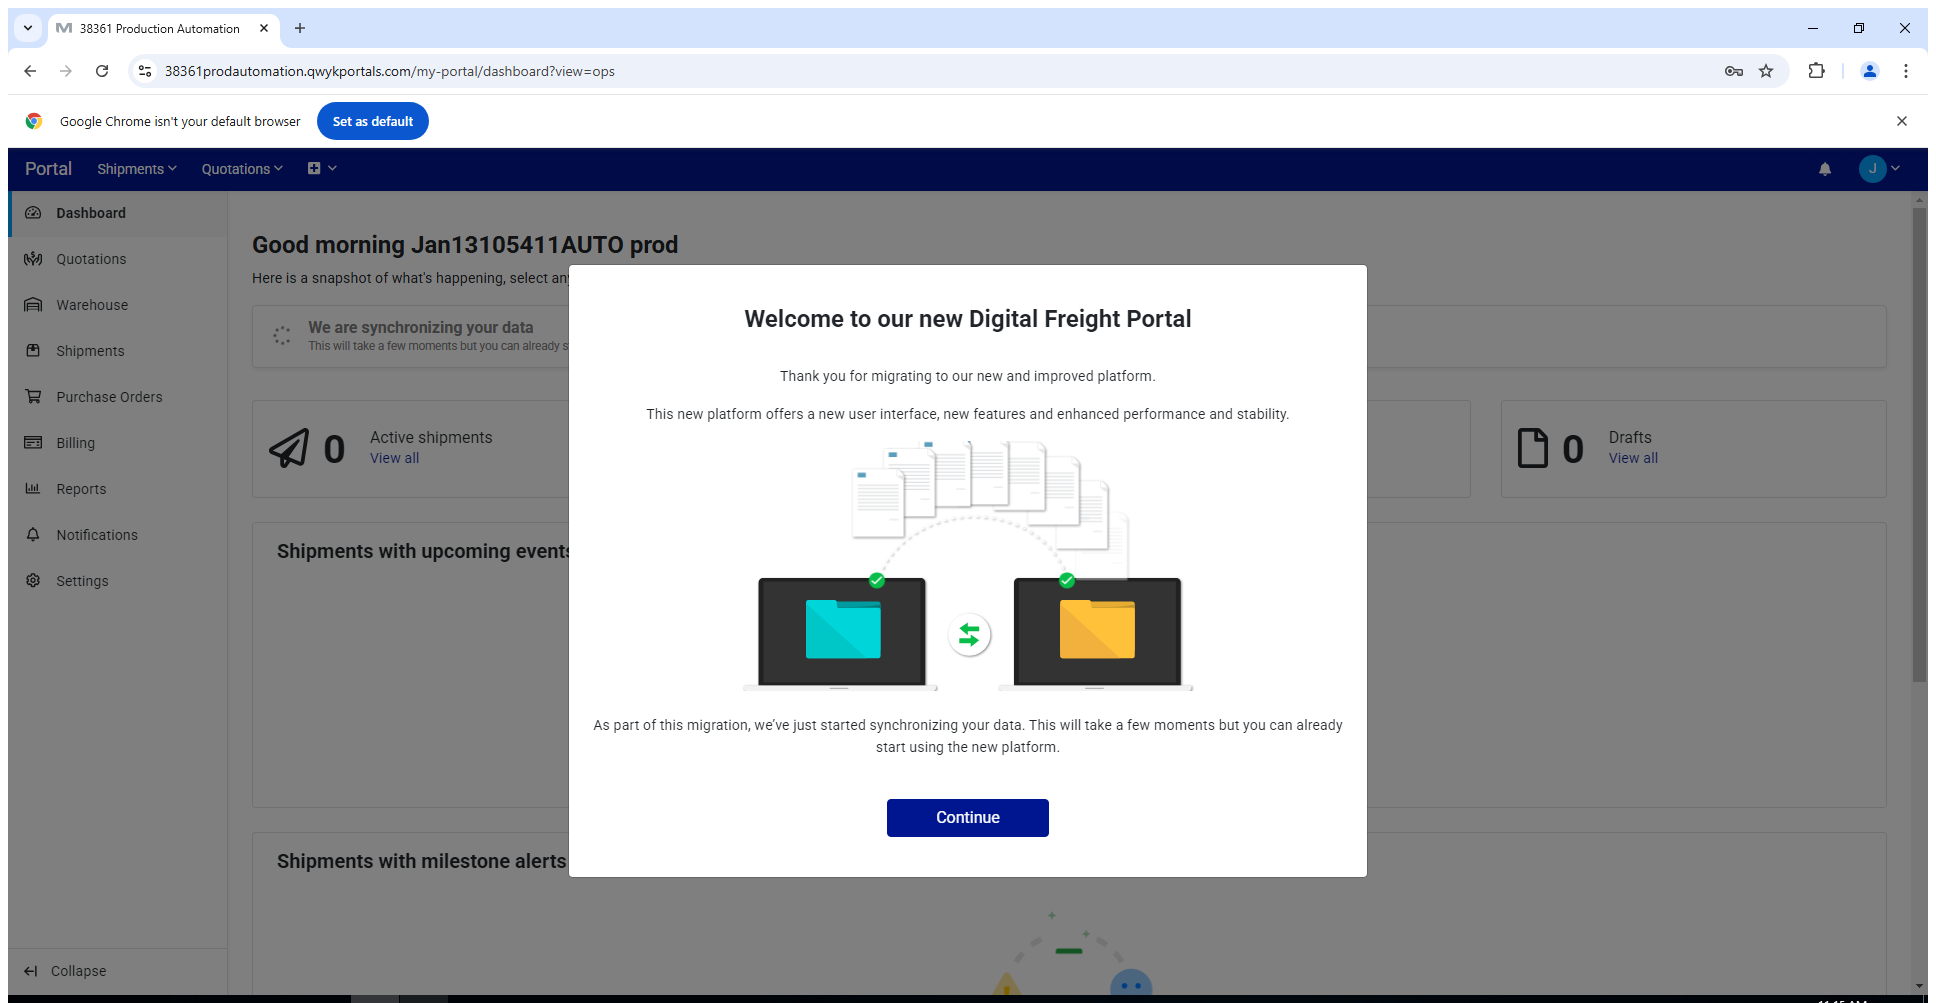 38361 Production Automation
38361prodautomation.qwykportals.com/my-portal/dashboard?view=ops
Google Chrome isn't your default browser
Set as default
Portal
Shipments
Quotations
J
Dashboard
Quotations
Warehouse
Shipments
Purchase Orders
Billing
Reports
Notifications
Settings
Collapse
Good morning Jan13105411AUTO prod
Here is a snapshot of what's happening, select
We are synchronizing your data
This will take a few moments but you can already
0
Active shipments
View all
0
Drafts
View all
Shipments with upcoming events
Shipments with milestone alerts
Welcome to our new Digital Freight Portal
Thank you for migrating to our new and improved platform.
This new platform offers a new user interface, new features and enhanced performance and stability.
As part of this migration, we've just started synchronizing your data. This will take a few moments but you can already
start using the new platform.
Continue